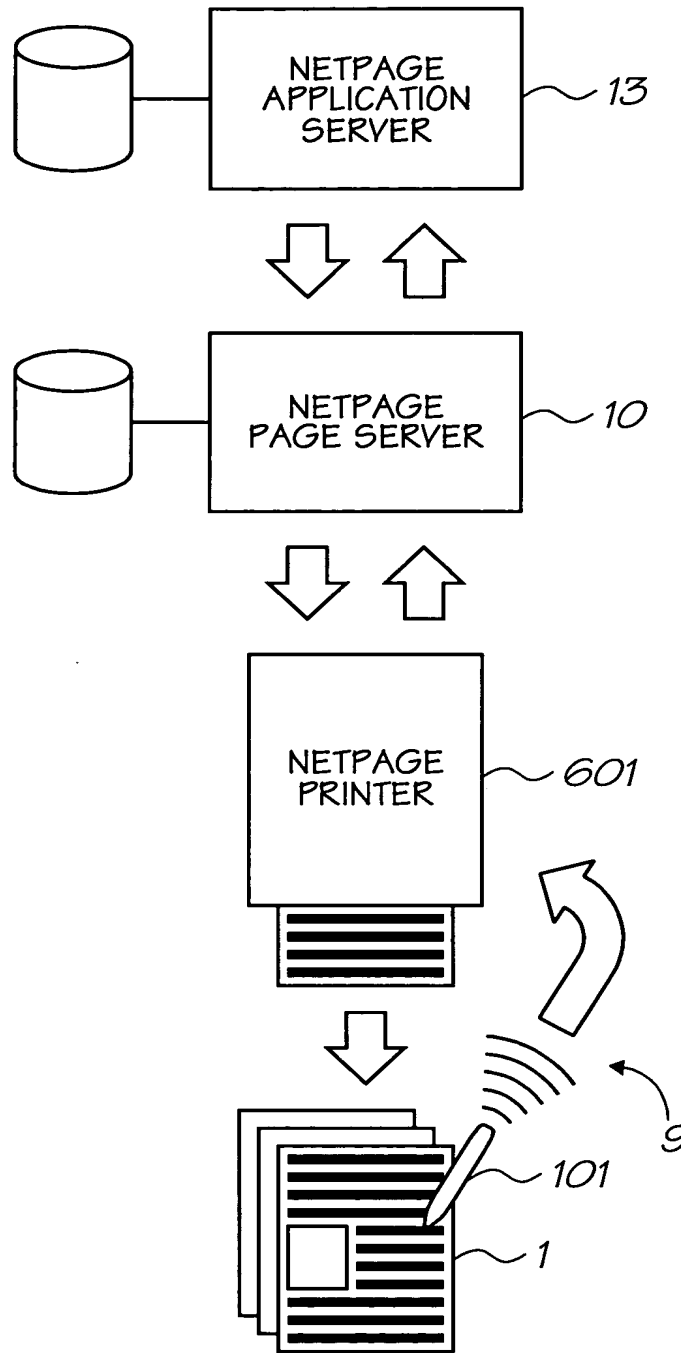 NETPAGE
APPLICATION
SERVER
13
NETPAGE
PAGE SERVER
10
NETPAGE
PRINTER
601
9
101
1